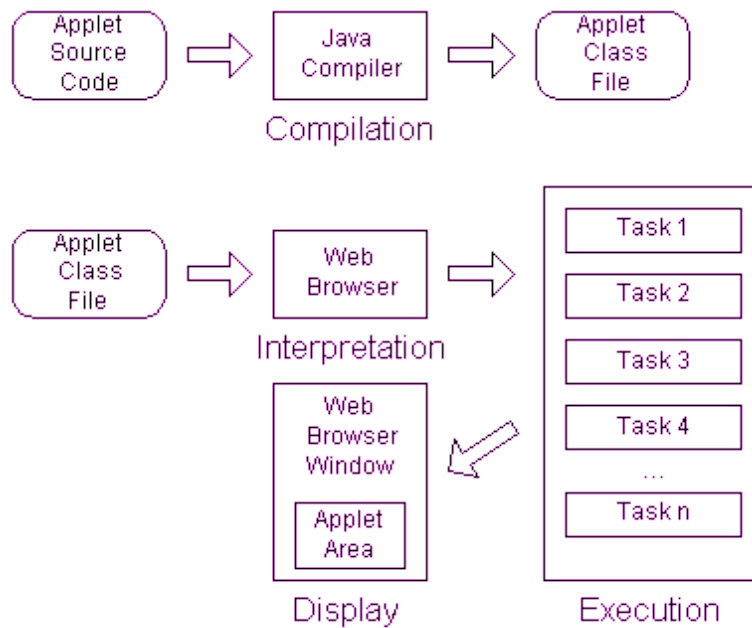 Applet
Source
Code
Java
Compiler
Applet
Class
File
Compilation
Applet
Class
File
Web
Browser
Interpretation
Task 1
Task 2
Task 3
Task 4
...
Task n
Execution
Web
Browser
Window
Applet
Area
Display